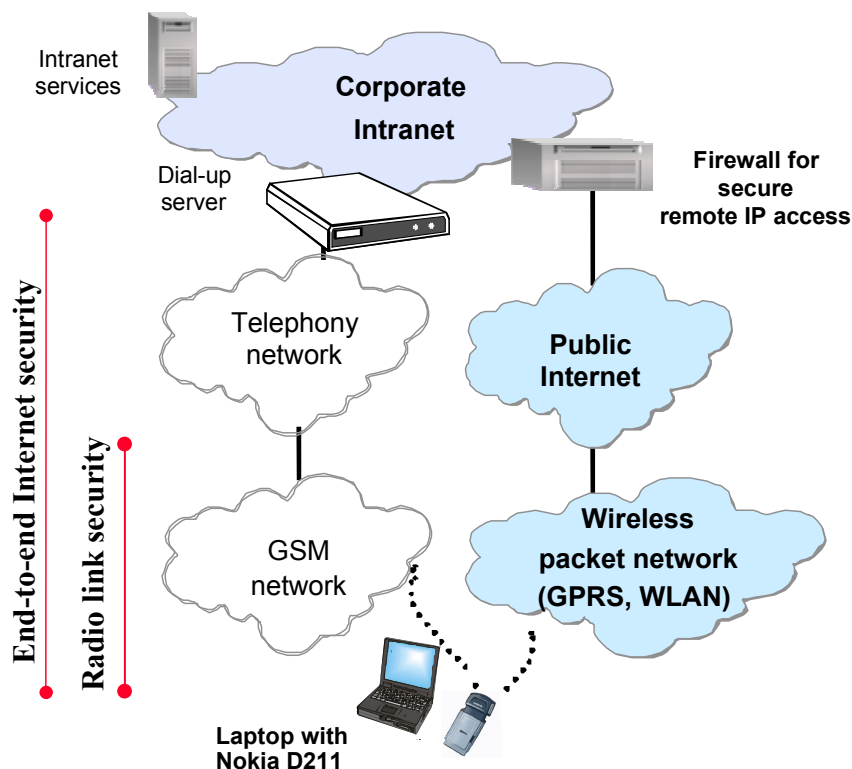 Intranet
services
Corporate
Intranet
Dial-up
server
Firewall for
secure
remote IP access
Telephony
network
Public
Internet
End-to-end Internet security
Radio link security
GSM
network
Wireless
packet network
(GPRS, WLAN)
Laptop with
Nokia D211